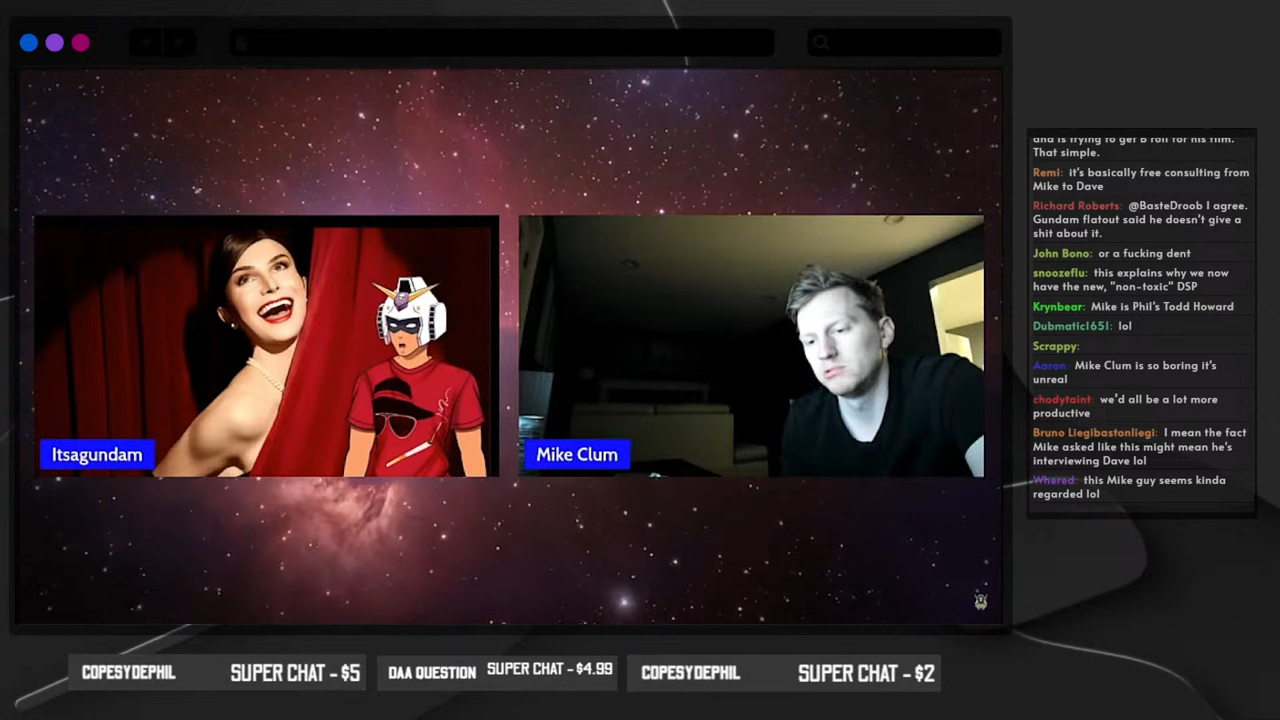 and is trying to get B roll for his film.
That simple.
Remi: it's basically free consulting from
Mike to Dave
Richard Roberts: @BasteDroob I agree.
Gundam flatout said he doesn't give a
shit about it.
John Bono: or a fucking dent
snoozeflu: this explains why we now
have the new, "non-toxic" DSP
Krynbear: Mike is Phil's Todd Howard
Dubmatic1651: lol
Scrappy:
Aaron: Mike Clum is so boring it's
unreal
chodytaint: we'd all be a lot more
productive
Bruno Liegibastonliegi: I mean the fact
Mike asked like this might mean he's
interviewing Dave lol
Whered: this Mike guy seems kinda
regarded lol
Itsagundam
Mike Clum
COPESYDEPHIL SUPER CHAT - $5
DAA QUESTION SUPER CHAT - $4.99
COPESYDEPHIL SUPER CHAT - $2